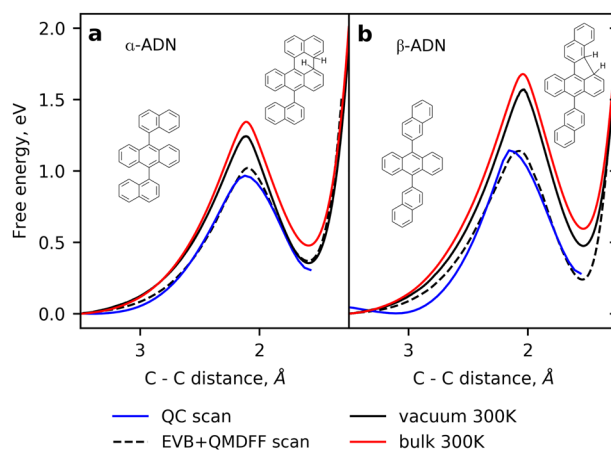 a
α-ADN
b
β-ADN
H
H
H
H
Free energy, eV
2.0
1.5
1.0
0.5
0.0
3
2
3
2
C - C distance, Å
C - C distance, Å
QC scan
vacuum 300K
EVB+QMDFF scan
bulk 300K